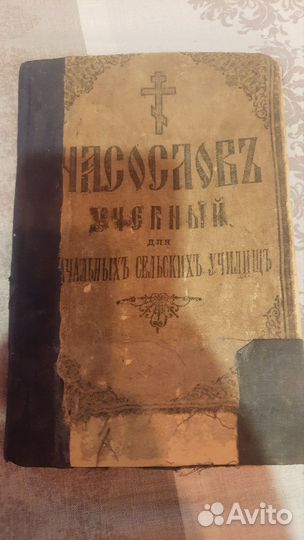 ЧАСОСЛОВЪ
УЧЕБНЫЙ
для
НАЧАЛЬНЫХЪ СЕЛЬСКИХЪ УЧИЛИЩЪ
Avito